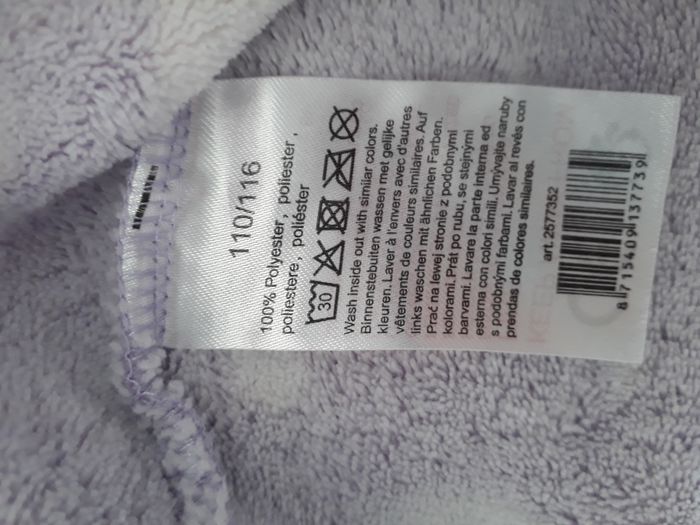 110/116
100% Polyester, poliester,
poliestere, poliéster
30
Wash inside out with similar colors.
Binnenstebuiten wassen met gelijke
kleuren. Laver à l'envers avec d'autres
vêtements de couleurs similaires. Auf
links waschen mit ähnlichen Farben.
Prać na lewej stronie z podobnymi
kolorami. Prát po rubu, se stejnými
barvami. Lavare la parte interna ed
esterna con colori simili. Umývajte naruby
s podobnými farbami. Lavar al revés con
prendas de colores similaires.
art. 2577352
8 715409 137739